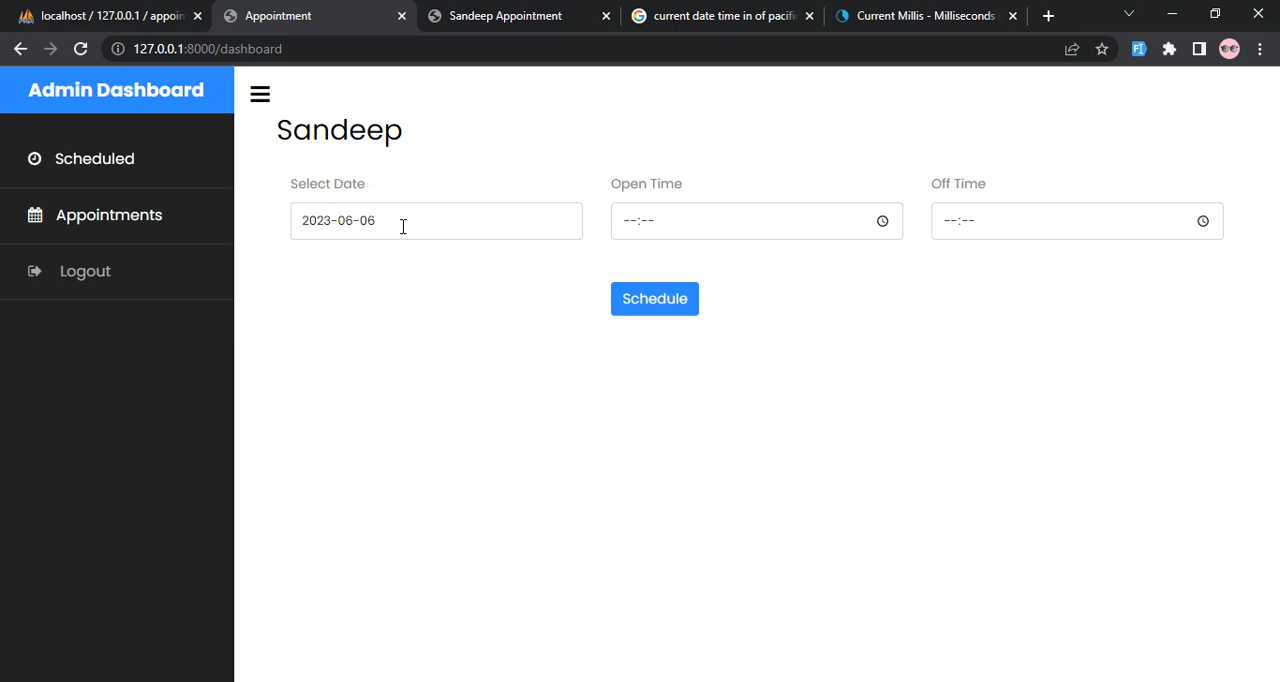 localhost / 127.0.0.1 / appoin
Appointment
Sandeep Appointment
current date time in of pacifi
Current Millis - Milliseconds
127.0.0.1:8000/dashboard
Admin Dashboard
Scheduled
Appointments
Logout
Sandeep
Select Date
Open Time
Off Time
2023-06-06
--:--
--:--
Schedule